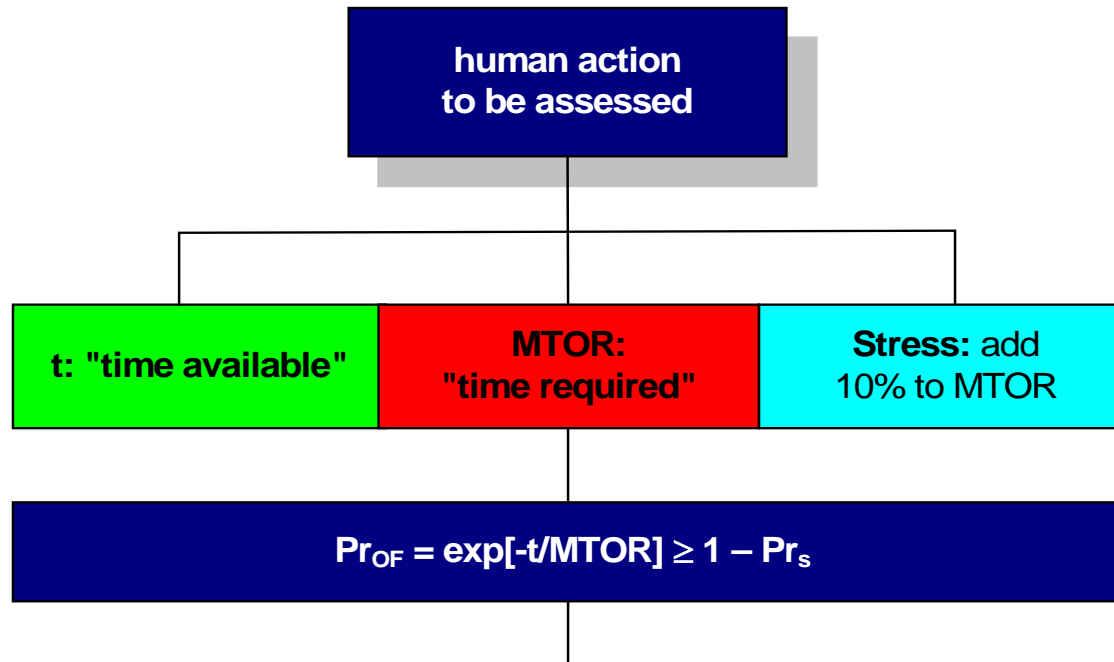 human action
to be assessed
t: "time available"
MTOR:
"time required"
Stress: add
10% to MTOR
Pr_OF = exp[-t/MTOR] ≥ 1 – Pr_s